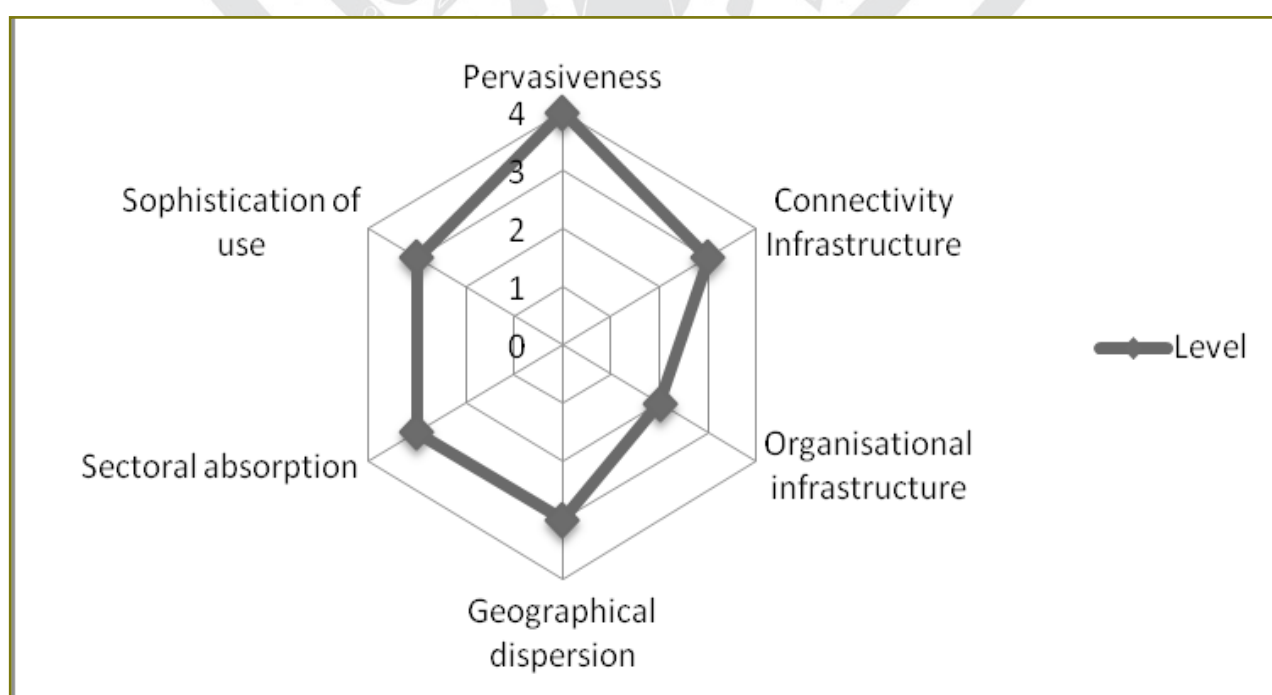 Pervasiveness
4
Sophistication of
use
3
Connectivity
Infrastructure
2
1
0
Level
Sectoral absorption
Organisational
infrastructure
Geographical
dispersion